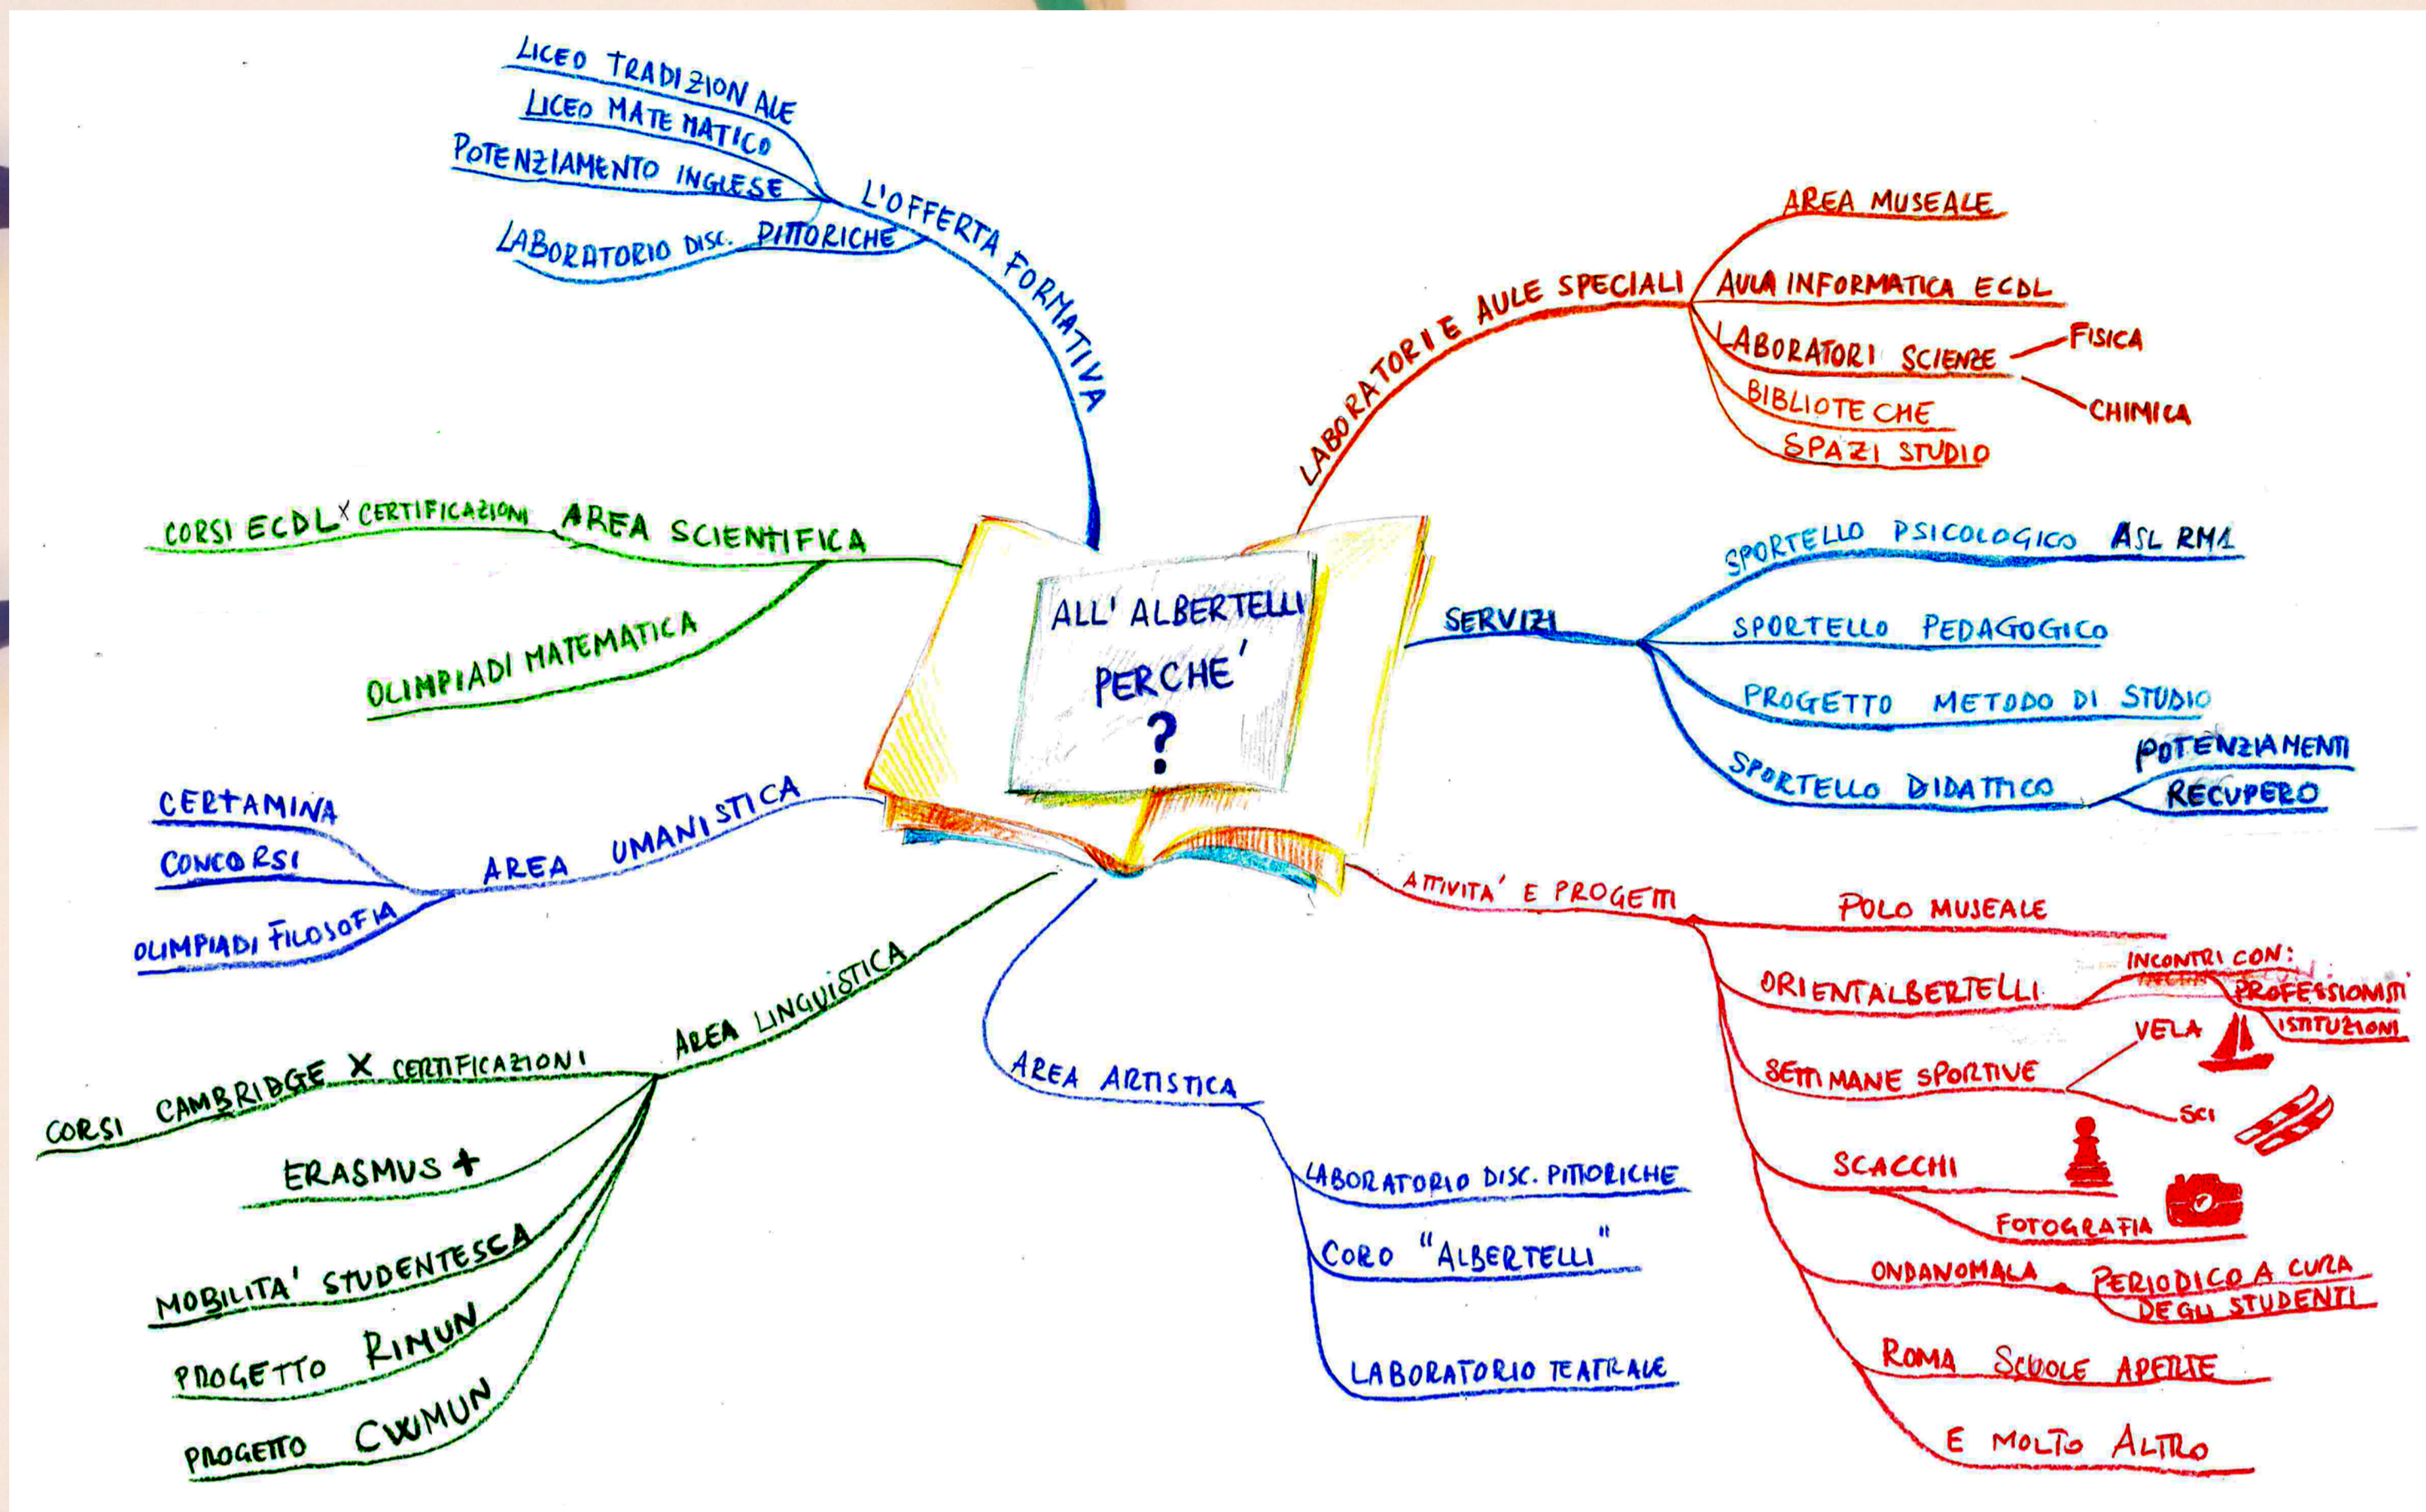 ALL' ALBERTELLI
PERCHE'
?
L'OFFERTA FORMATIVA
LICEO TRADIZIONALE
LICEO MATEMATICO
POTENZIAMENTO INGLESE
LABORATORIO DISC. PITTORICHE
LABORATORI E AULE SPECIALI
AREA MUSEALE
AULA INFORMATICA ECDL
LABORATORI SCIENZE
FISICA
CHIMICA
BIBLIOTECHE
SPAZI STUDIO
SERVIZI
SPORTELLO PSICOLOGICO ASL RM1
SPORTELLO PEDAGOGICO
PROGETTO METODO DI STUDIO
SPORTELLO DIDATTICO
POTENZIAMENTI
RECUPERO
ATTIVITA' E PROGETTI
POLO MUSEALE
ORIENTALBERTELLI
INCONTRI CON:
PROFESSIONISTI
ISTITUZIONI
SETTIMANE SPORTIVE
VELA
SCI
SCACCHI
FOTOGRAFIA
ONDANOMALA
PERIODICO A CURA
DEGLI STUDENTI
ROMA SCUOLE APERTE
E MOLTO ALTRO
AREA ARTISTICA
LABORATORIO DISC. PITTORICHE
CORO "ALBERTELLI"
LABORATORIO TEATRALE
AREA LINGUISTICA
CORSI CAMBRIDGE X CERTIFICAZIONI
ERASMUS +
MOBILITA' STUDENTESCA
PROGETTO RIMUN
PROGETTO CWMUN
AREA UMANISTICA
CERTAMINA
CONCORSI
OLIMPIADI FILOSOFIA
AREA SCIENTIFICA
CORSI ECDL X CERTIFICAZIONI
OLIMPIADI MATEMATICA